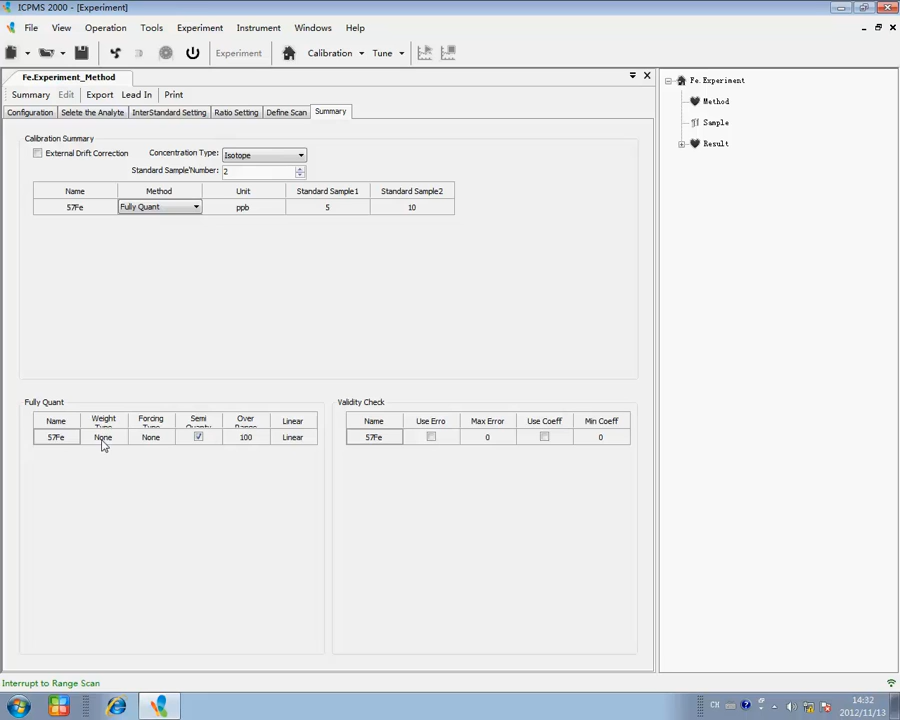 ICPMS 2000 - [Experiment]
File View Operation Tools Experiment Instrument Windows Help
Experiment Calibration Tune
Fe.Experiment_Method
Summary Edit Export Lead In Print
Configuration Selete the Analyte InterStandard Setting Ratio Setting Define Scan Summary
Calibration Summary
External Drift Correction Concentration Type: Isotope
Standard Sample'Number: 2
Name Method Unit Standard Sample1 Standard Sample2
57Fe Fully Quant ppb 5 10
Fully Quant
Name Weight Type Forcing Type Semi Quanty Over Range Linear
57Fe None None 100 Linear
Validity Check
Name Use Erro Max Error Use Coeff Min Coeff
57Fe 0 0
Fe.Experiment
Method
Sample
Result
Interrupt to Range Scan
CH
14:32
2012/11/13